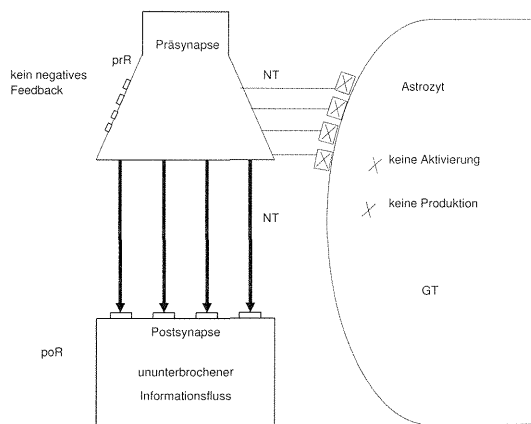 Präsynapse
prR
kein negatives
Feedback
NT
Astrozyt
keine Aktivierung
keine Produktion
NT
GT
Postsynapse
poR
ununterbrochener
Informationsfluss